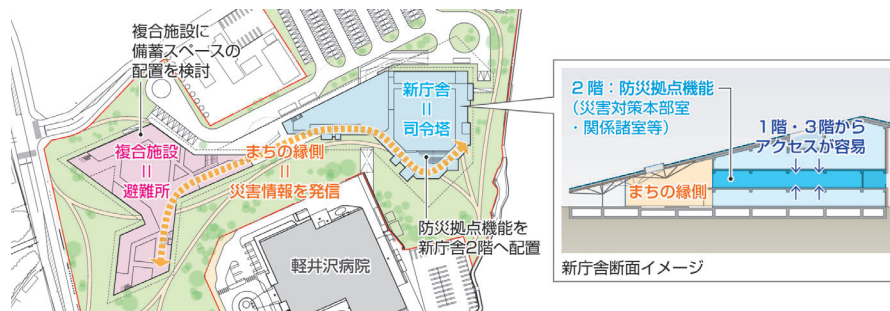 複合施設に
備蓄スペースの
配置を検討
新庁舎
＝
司令塔
複合施設
＝
避難所
まちの縁側
＝
災害情報を発信
防災拠点機能を
新庁舎2階へ配置
軽井沢病院
2階：防災拠点機能
（災害対策本部室
・関係諸室等）
1階・3階から
アクセスが容易
まちの縁側
新庁舎断面イメージ